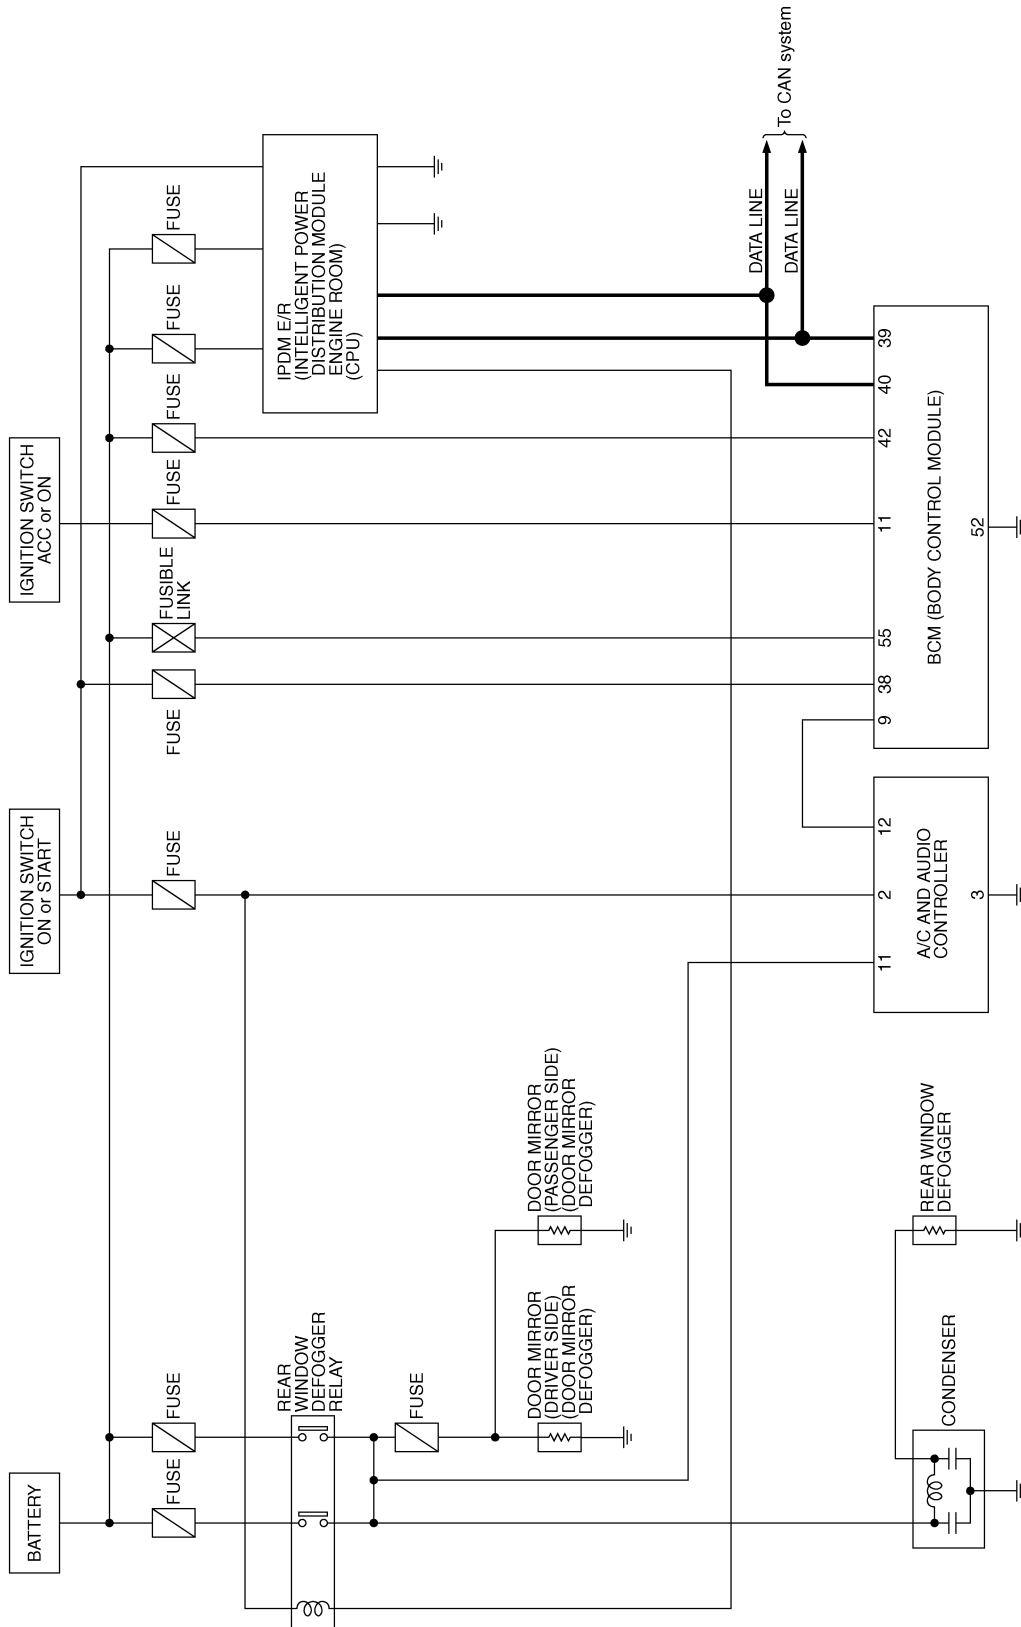 BATTERY
IGNITION SWITCH
ON or START
IGNITION SWITCH
ACC or ON
FUSE
FUSE
FUSE
FUSE
FUSIBLE
LINK
FUSE
FUSE
FUSE
FUSE
REAR
WINDOW
DEFOGGER
RELAY
FUSE
IPDM E/R
(INTELLIGENT POWER
DISTRIBUTION MODULE
ENGINE ROOM)
(CPU)
DOOR MIRROR
(DRIVER SIDE)
(DOOR MIRROR
DEFOGGER)
DOOR MIRROR
(PASSENGER SIDE)
(DOOR MIRROR
DEFOGGER)
DATA LINE
DATA LINE
To CAN system
CONDENSER
REAR WINDOW
DEFOGGER
11
2
12
A/C AND AUDIO
CONTROLLER
3
9
38
55
11
42
40
39
BCM (BODY CONTROL MODULE)
52